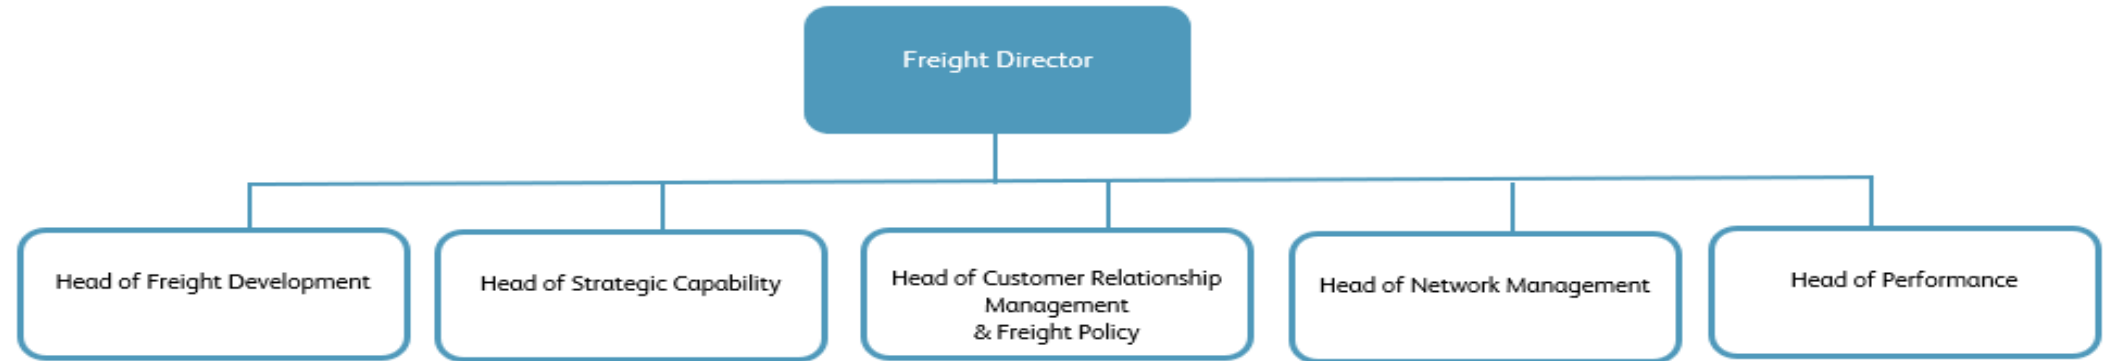 Freight Director
Head of Freight Development
Head of Strategic Capability
Head of Customer Relationship
Management
& Freight Policy
Head of Network Management
Head of Performance